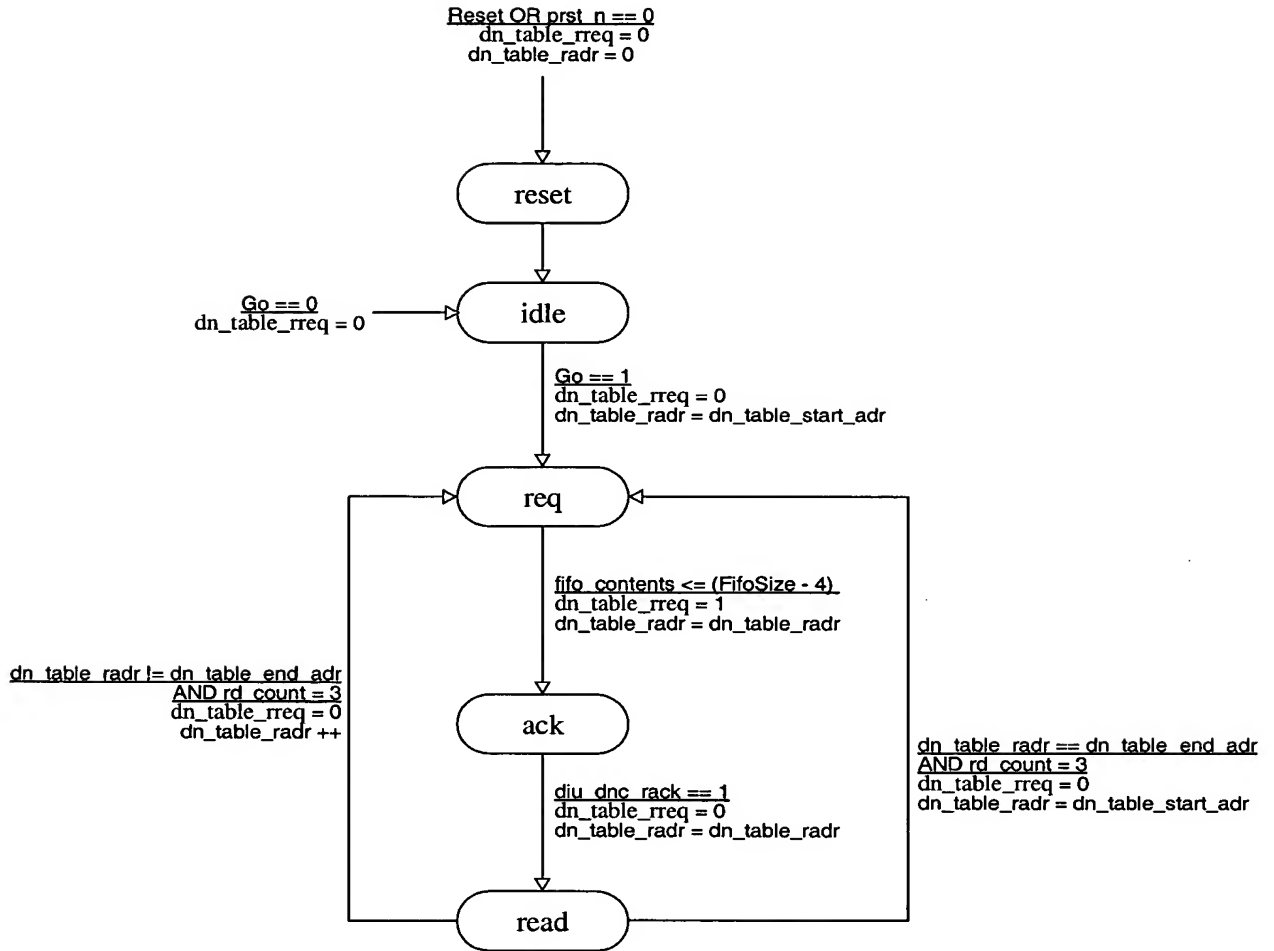 Reset OR prst_n == 0
dn_table_rreq = 0
dn_table_radr = 0
reset
idle
Go == 0
dn_table_rreq = 0
Go == 1
dn_table_rreq = 0
dn_table_radr = dn_table_start_adr
req
fifo_contents <= (FifoSize - 4)
dn_table_rreq = 1
dn_table_radr = dn_table_radr
dn_table_radr != dn_table_end_adr
AND rd_count = 3
dn_table_rreq = 0
dn_table_radr ++
ack
dn_table_radr == dn_table_end_adr
AND rd_count = 3
dn_table_rreq = 0
dn_table_radr = dn_table_start_adr
diu_dnc_rack == 1
dn_table_rreq = 0
dn_table_radr = dn_table_radr
read